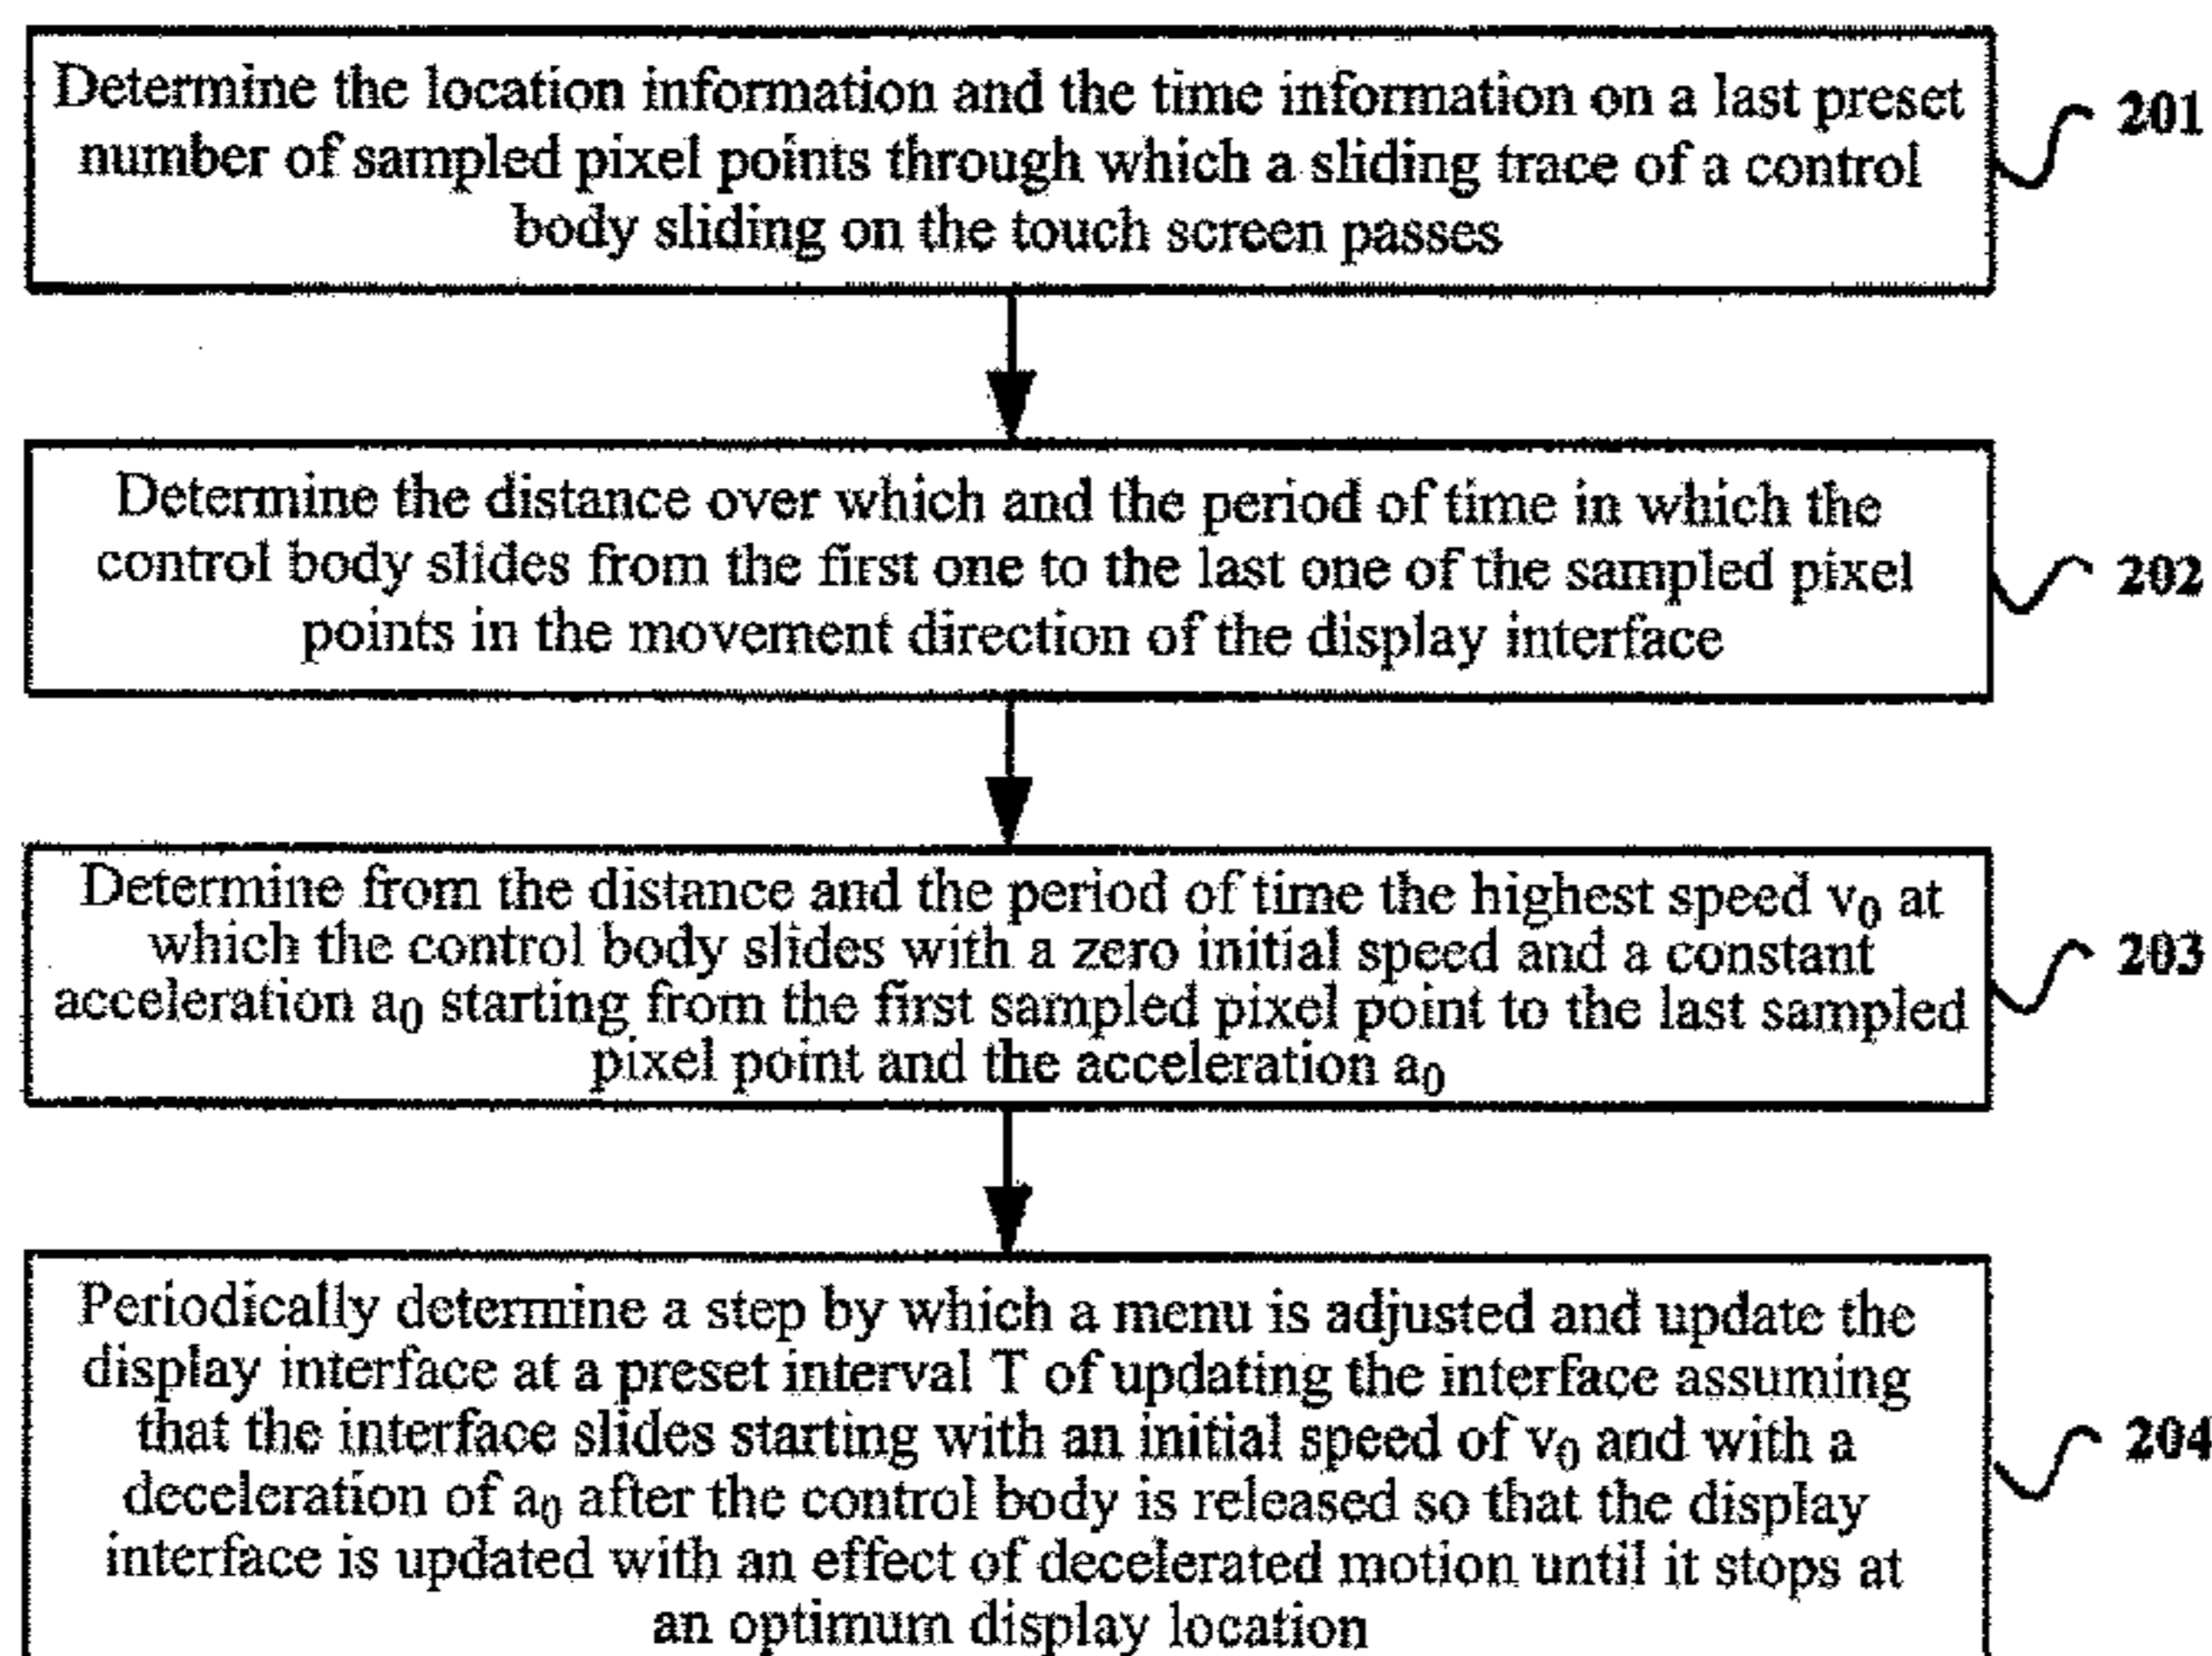 Determine the location information and the time information on a last preset
number of sampled pixel points through which a sliding trace of a control
body sliding on the touch screen passes
201
Determine the distance over which and the period of time in which the
control body slides from the first one to the last one of the sampled pixel
points in the movement direction of the display interface
202
Determine from the distance and the period of time the highest speed v₀ at
which the control body slides with a zero initial speed and a constant
acceleration a₀ starting from the first sampled pixel point to the last sampled
pixel point and the acceleration a₀
203
Periodically determine a step by which a menu is adjusted and update the
display interface at a preset interval T of updating the interface assuming
that the interface slides starting with an initial speed of v₀ and with a
deceleration of a₀ after the control body is released so that the display
interface is updated with an effect of decelerated motion until it stops at
an optimum display location
204